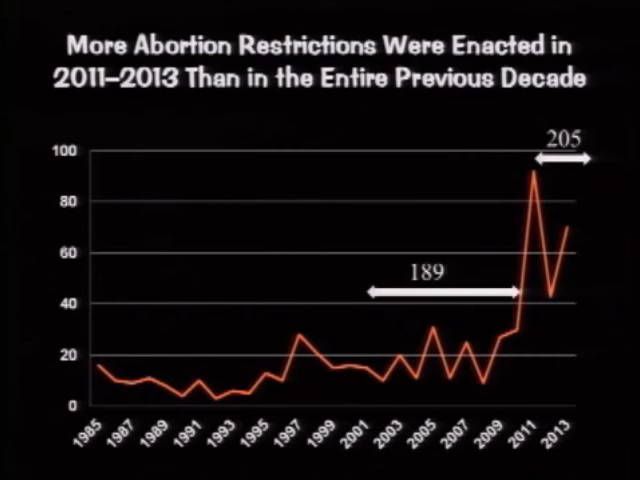 More Abortion Restrictions Were Enacted in
2011–2013 Than in the Entire Previous Decade
205
100
80
60
189
40
20
0
1985 1987 1989 1991 1993 1995 1997 1999 2001 2003 2005 2007 2009 2011 2013